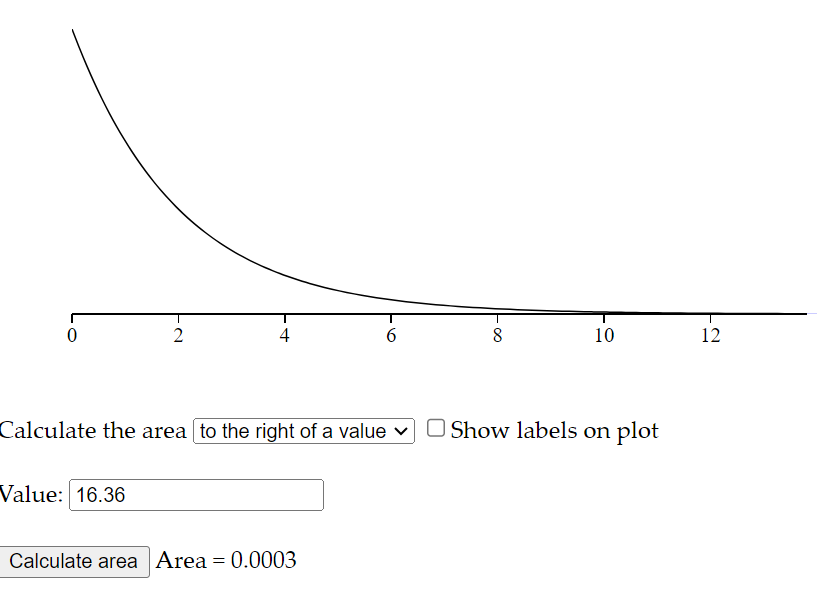 0 2 4 6 8 10 12
Calculate the area to the right of a value Show labels on plot
Value: 16.36
Calculate area Area = 0.0003